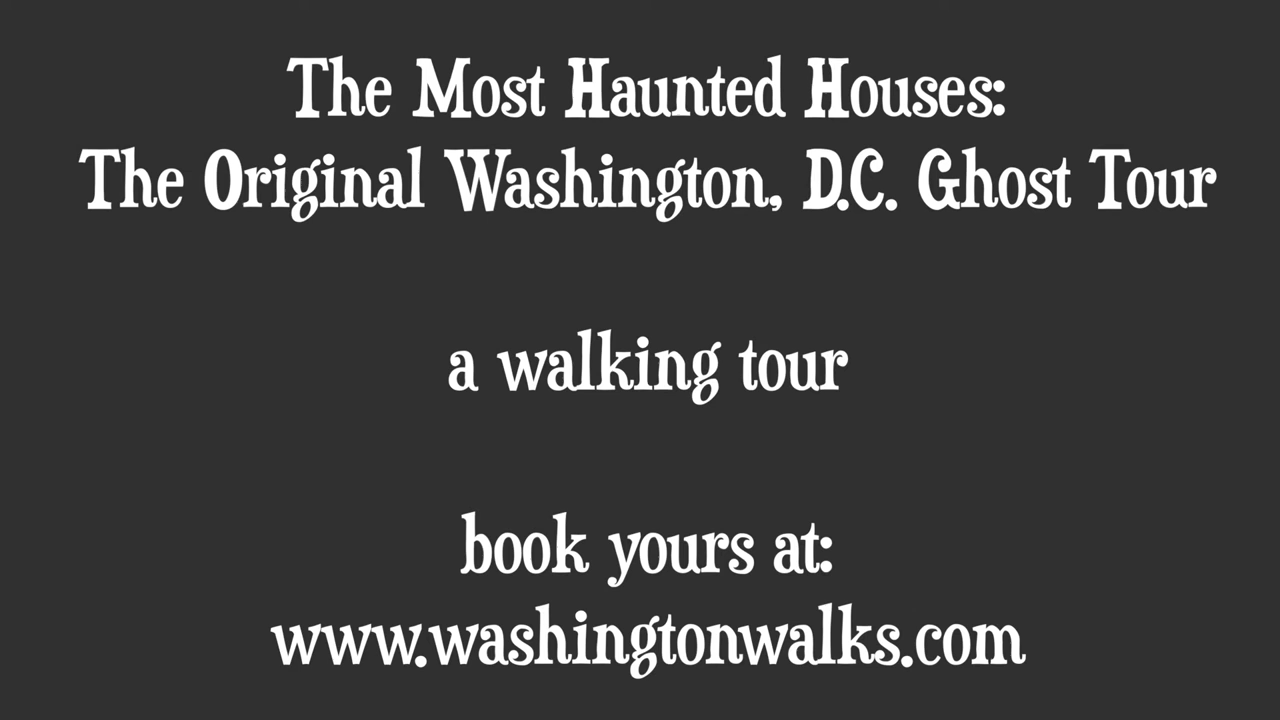 The Most Haunted Houses:
The Original Washington, D.C. Ghost Tour
a walking tour
book yours at:
www.washingtonwalks.com